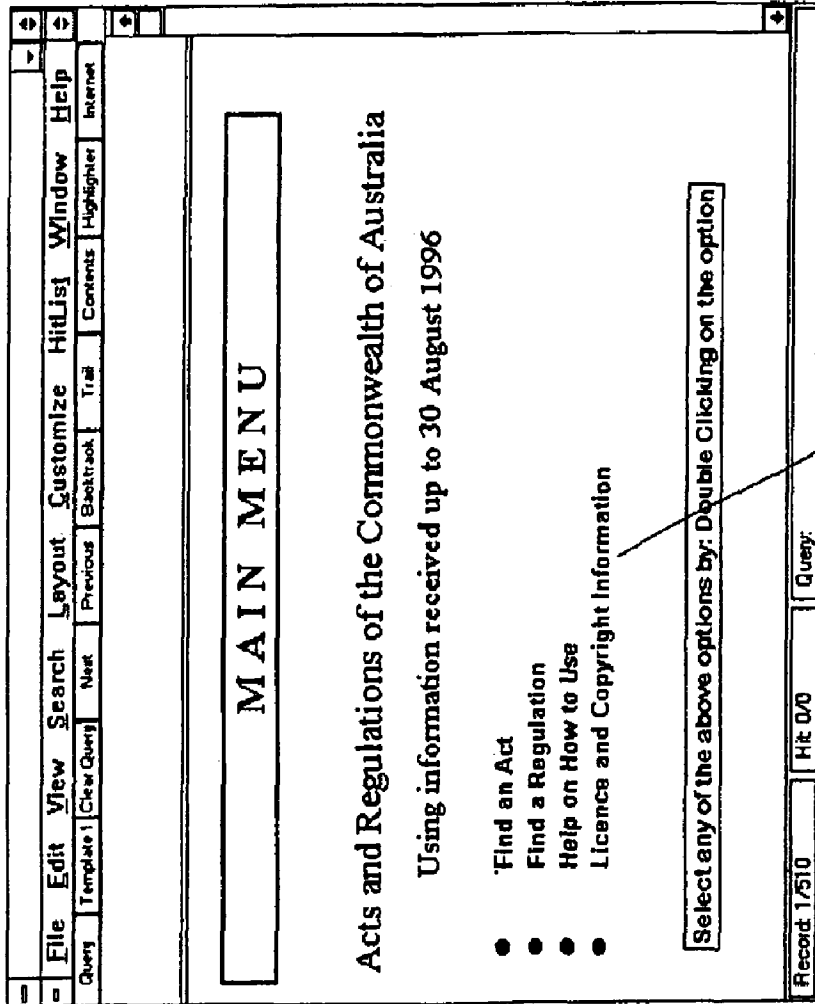 File Edit View Search Layout Customize HitList Window Help
Query Template 1 Clear Query Next Previous Backtrack Trail Contents Highlighter Internet
MAIN MENU
Acts and Regulations of the Commonwealth of Australia
Using information received up to 30 August 1996
● Find an Act
● Find a Regulation
● Help on How to Use
● Licence and Copyright Information
Select any of the above options by: Double Clicking on the option
Record: 1/510 Hit: 0/0 Query: